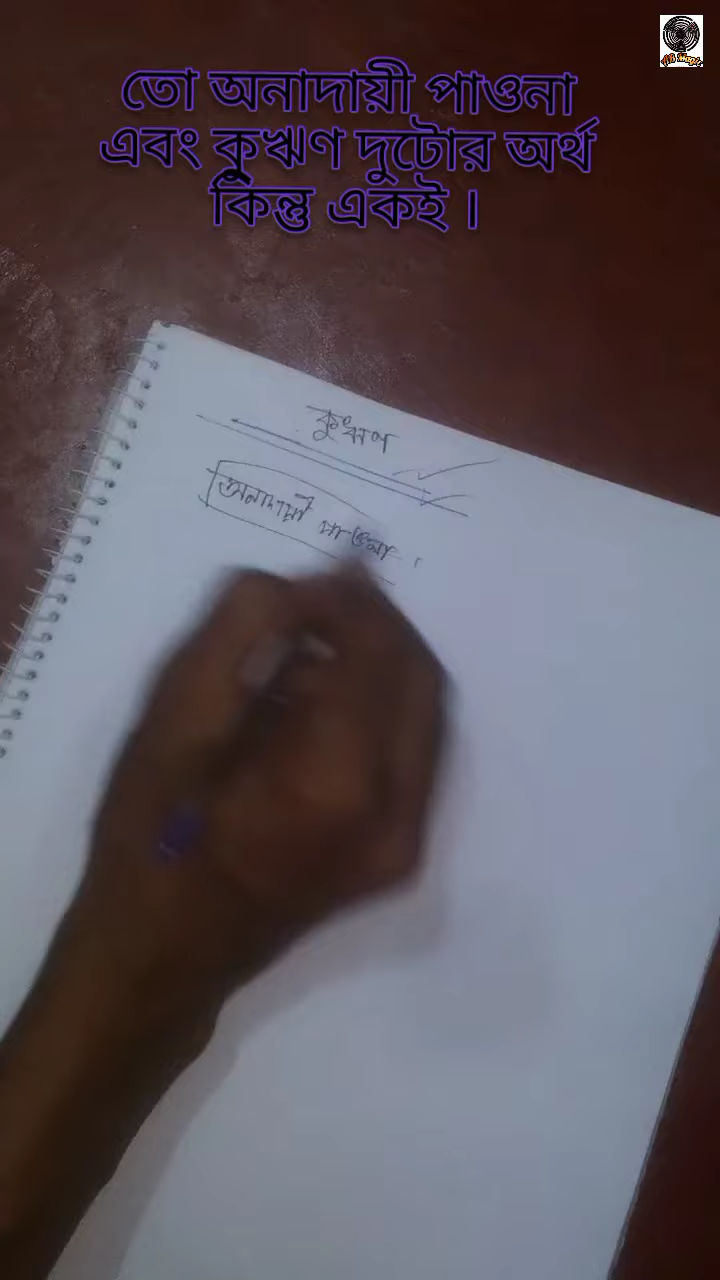 তো অনাদায়ী পাওনা
এবং কুঋণ দুটোর অর্থ
কিন্তু একই।
কুঋণ
অনাদায়ী পাওনা।